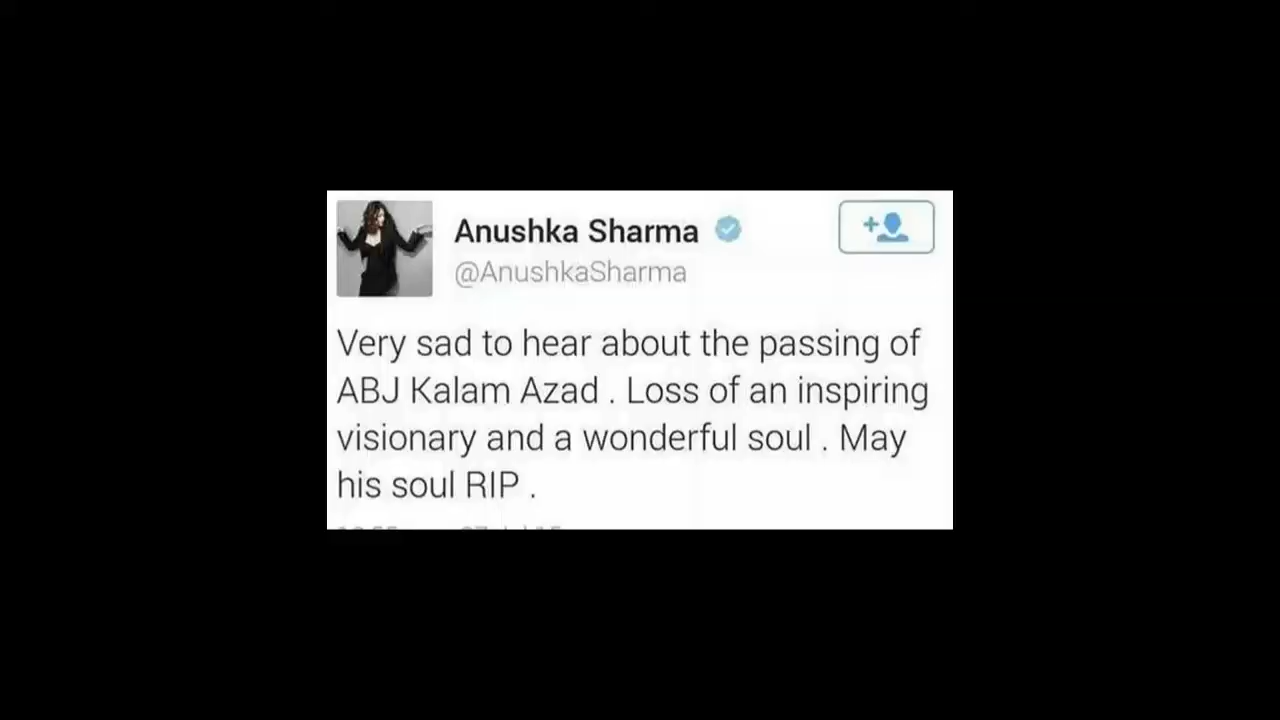 Anushka Sharma
@AnushkaSharma
Very sad to hear about the passing of
ABJ Kalam Azad . Loss of an inspiring
visionary and a wonderful soul . May
his soul RIP .